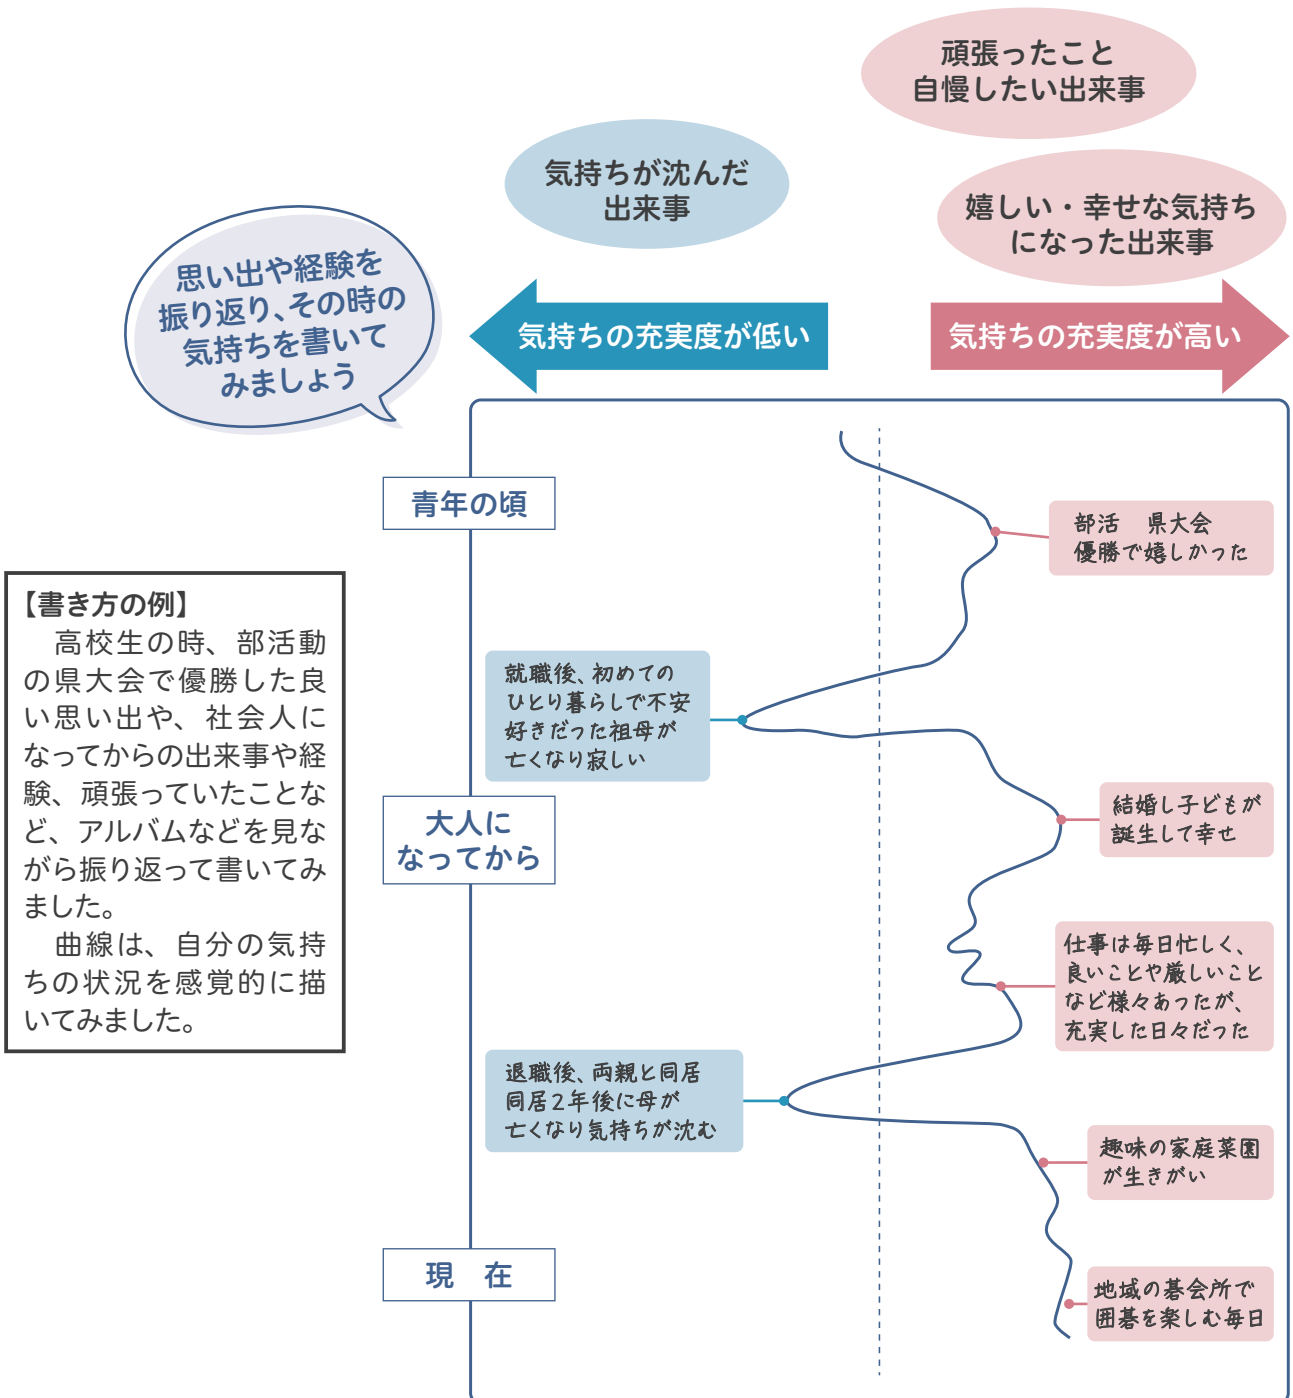 頑張ったこと
自慢したい出来事
気持ちが沈んだ
出来事
嬉しい・幸せな気持ち
になった出来事
思い出や経験を
振り返り、その時の
気持ちを書いて
みましょう
気持ちの充実度が低い
気持ちの充実度が高い
青年の頃
部活　県大会
優勝で嬉しかった
【書き方の例】
　高校生の時、部活動
の県大会で優勝した良
い思い出や、社会人に
なってからの出来事や経
験、頑張っていたことな
ど、アルバムなどを見な
がら振り返って書いてみ
ました。
　曲線は、自分の気持
ちの状況を感覚的に描
いてみました。
就職後、初めての
ひとり暮らしで不安
好きだった祖母が
亡くなり寂しい
大人に
なってから
結婚し子どもが
誕生して幸せ
仕事は毎日忙しく、
良いことや厳しいこと
など様々あったが、
充実した日々だった
退職後、両親と同居
同居2年後に母が
亡くなり気持ちが沈む
趣味の家庭菜園
が生きがい
現　在
地域の碁会所で
囲碁を楽しむ毎日